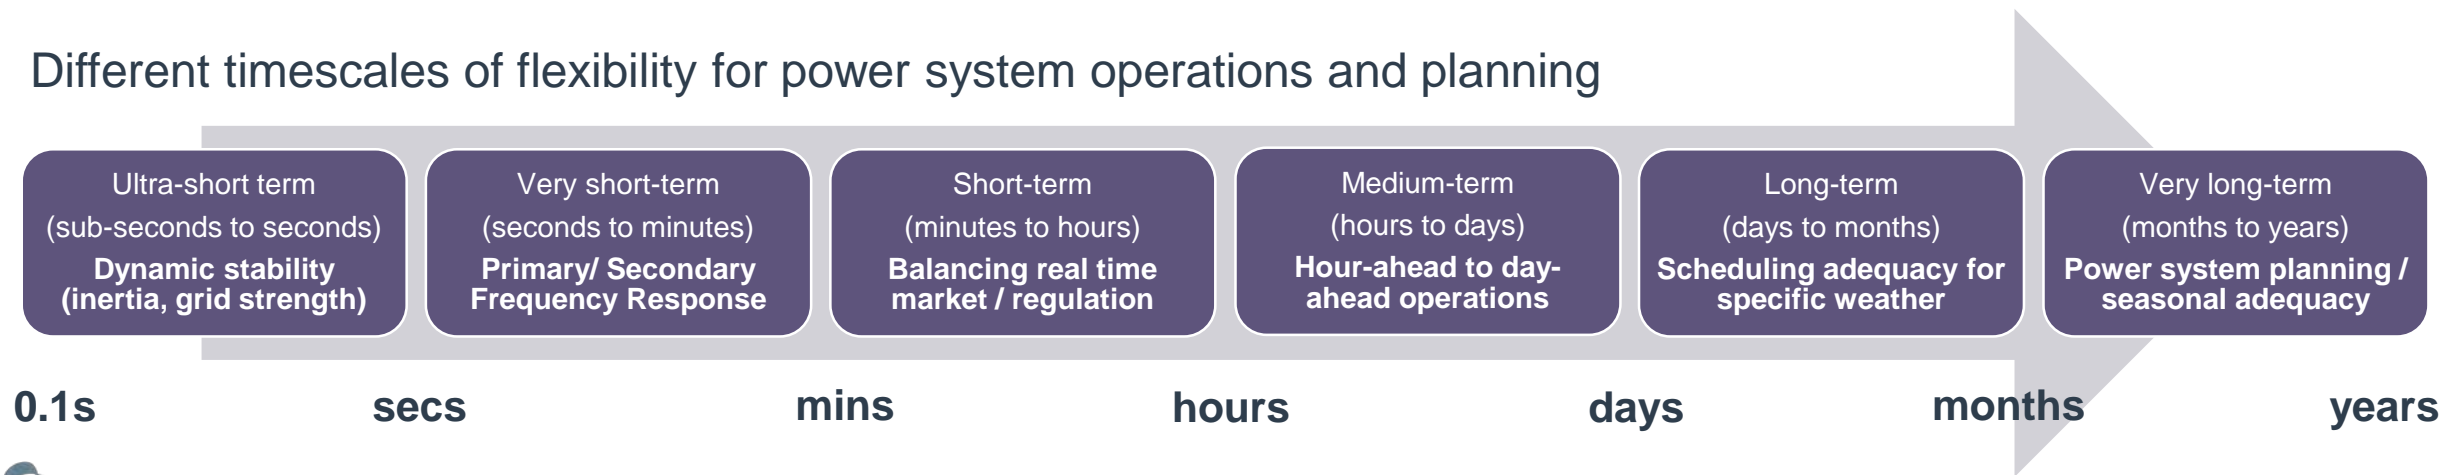 Different timescales of flexibility for power system operations and planning
Ultra-short term
(sub-seconds to seconds)
Dynamic stability
(inertia, grid strength)
Very short-term
(seconds to minutes)
Primary/ Secondary
Frequency Response
Short-term
(minutes to hours)
Balancing real time
market / regulation
Medium-term
(hours to days)
Hour-ahead to day-
ahead operations
Long-term
(days to months)
Scheduling adequacy for
specific weather
Very long-term
(months to years)
Power system planning /
seasonal adequacy
0.1s
secs
mins
hours
days
months
years